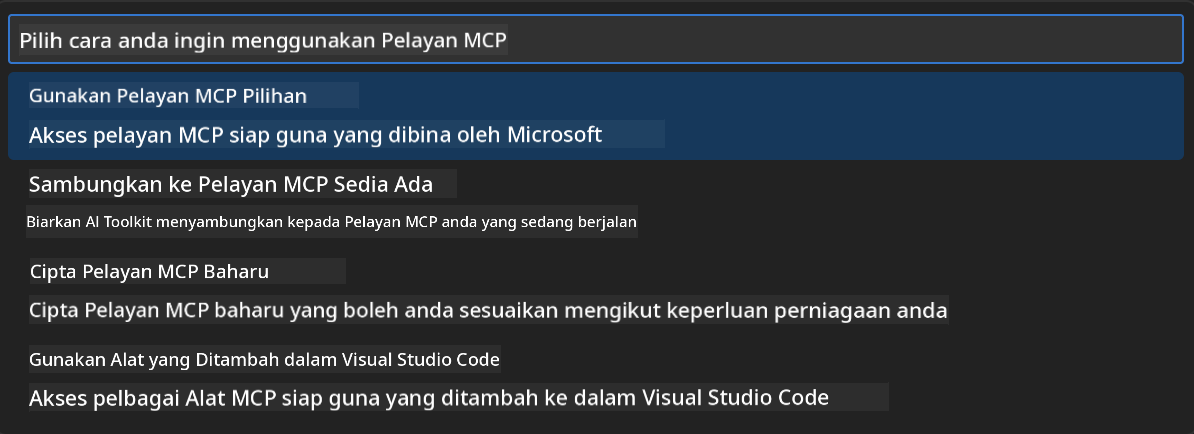 Pilih cara anda ingin menggunakan Pelayan MCP
Gunakan Pelayan MCP Pilihan
Akses pelayan MCP siap guna yang dibina oleh Microsoft
Sambungkan ke Pelayan MCP Sedia Ada
Biarkan AI Toolkit menyambungkan kepada Pelayan MCP anda yang sedang berjalan
Cipta Pelayan MCP Baharu
Cipta Pelayan MCP baharu yang boleh anda sesuaikan mengikut keperluan perniagaan anda
Gunakan Alat yang Ditambah dalam Visual Studio Code
Akses pelbagai Alat MCP siap guna yang ditambah ke dalam Visual Studio Code